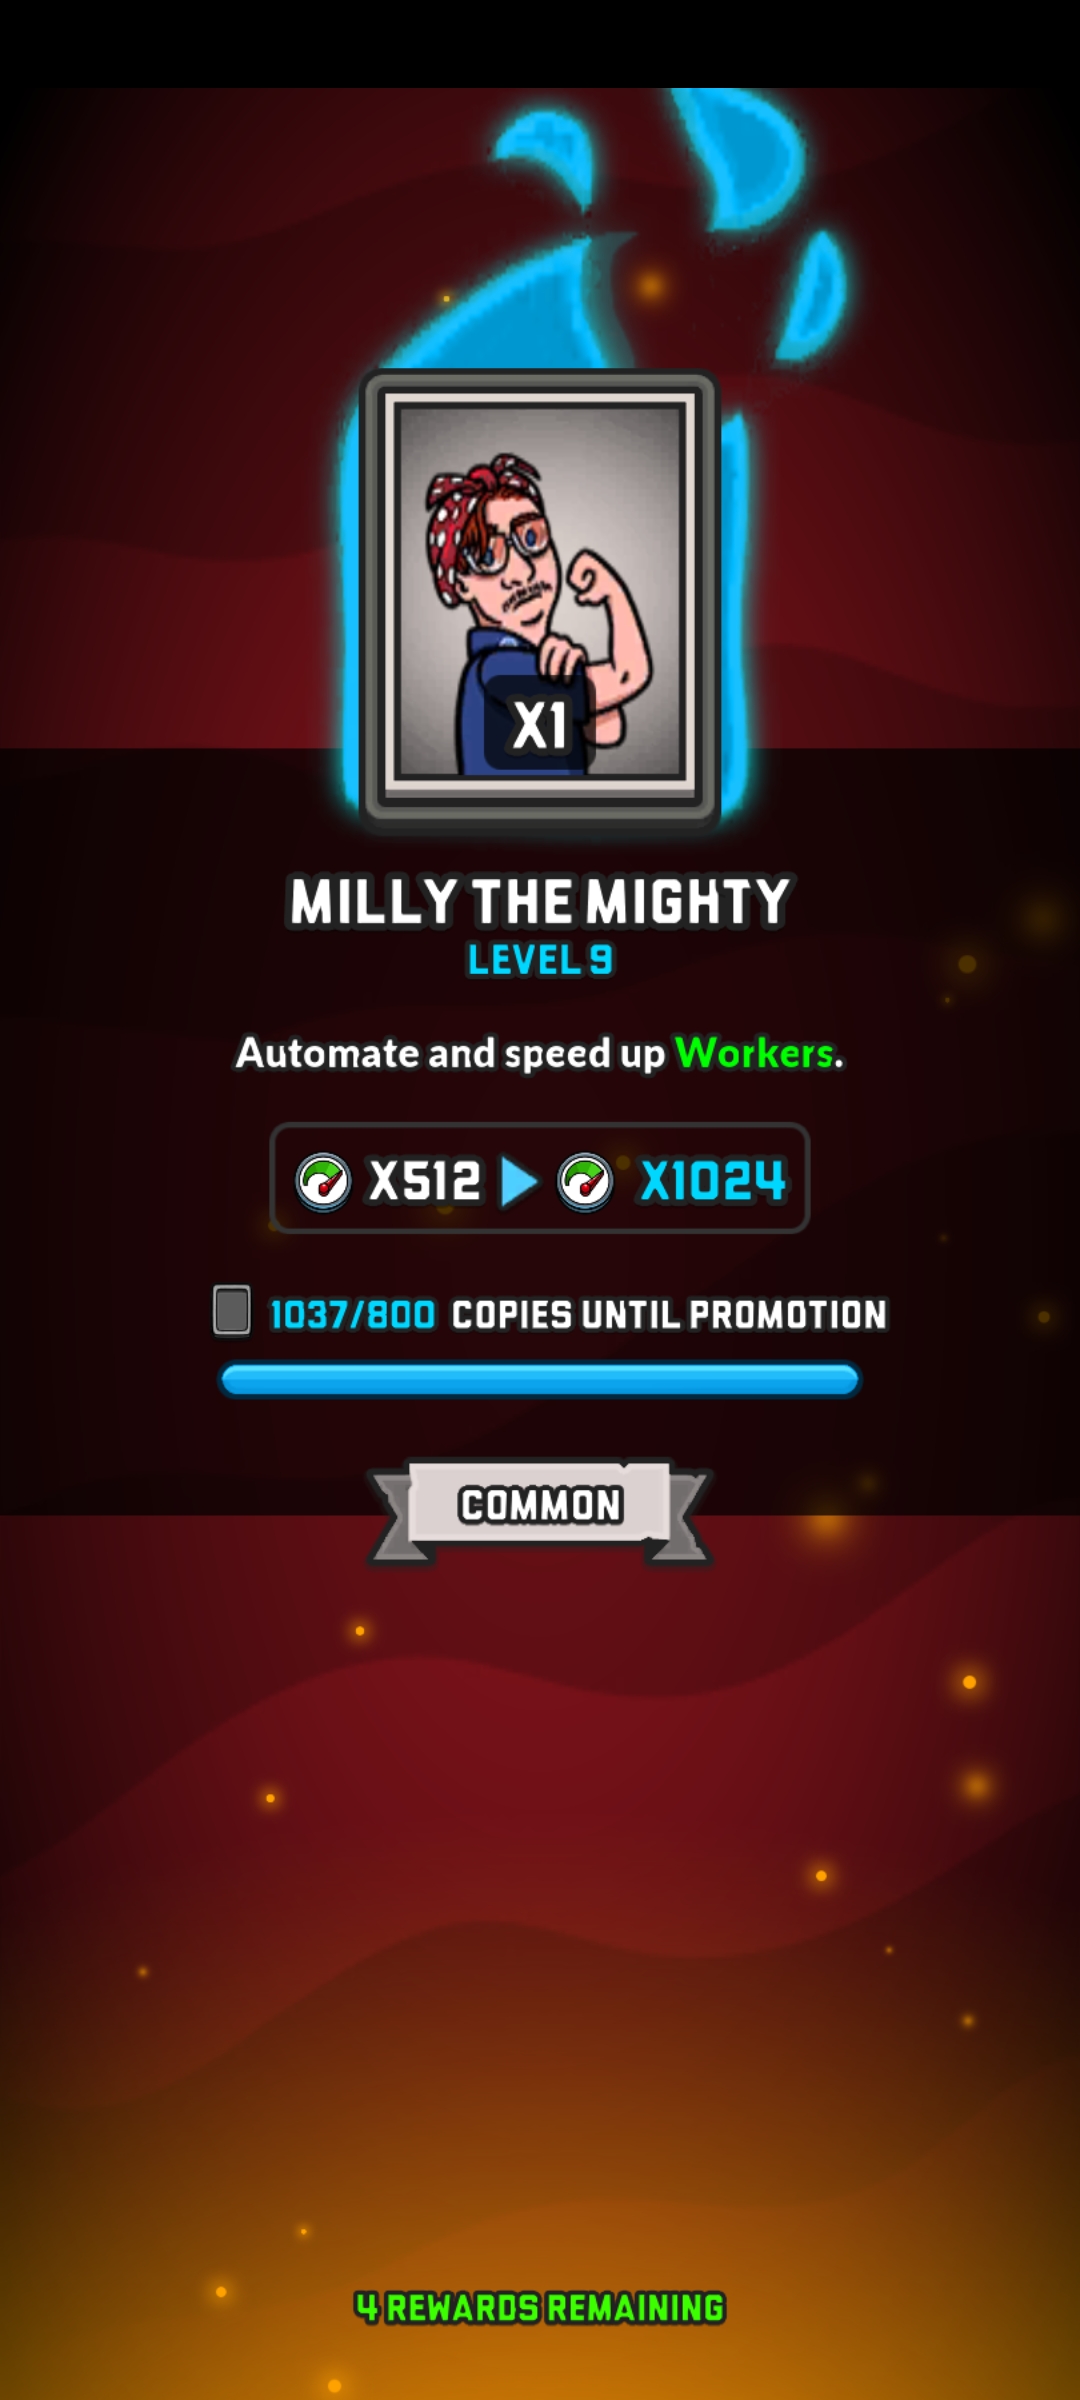 X1
MILLY THE MIGHTY
LEVEL 9
Automate and speed up Workers.
X512 X1024
1037/800 COPIES UNTIL PROMOTION
COMMON
4 REWARDS REMAINING